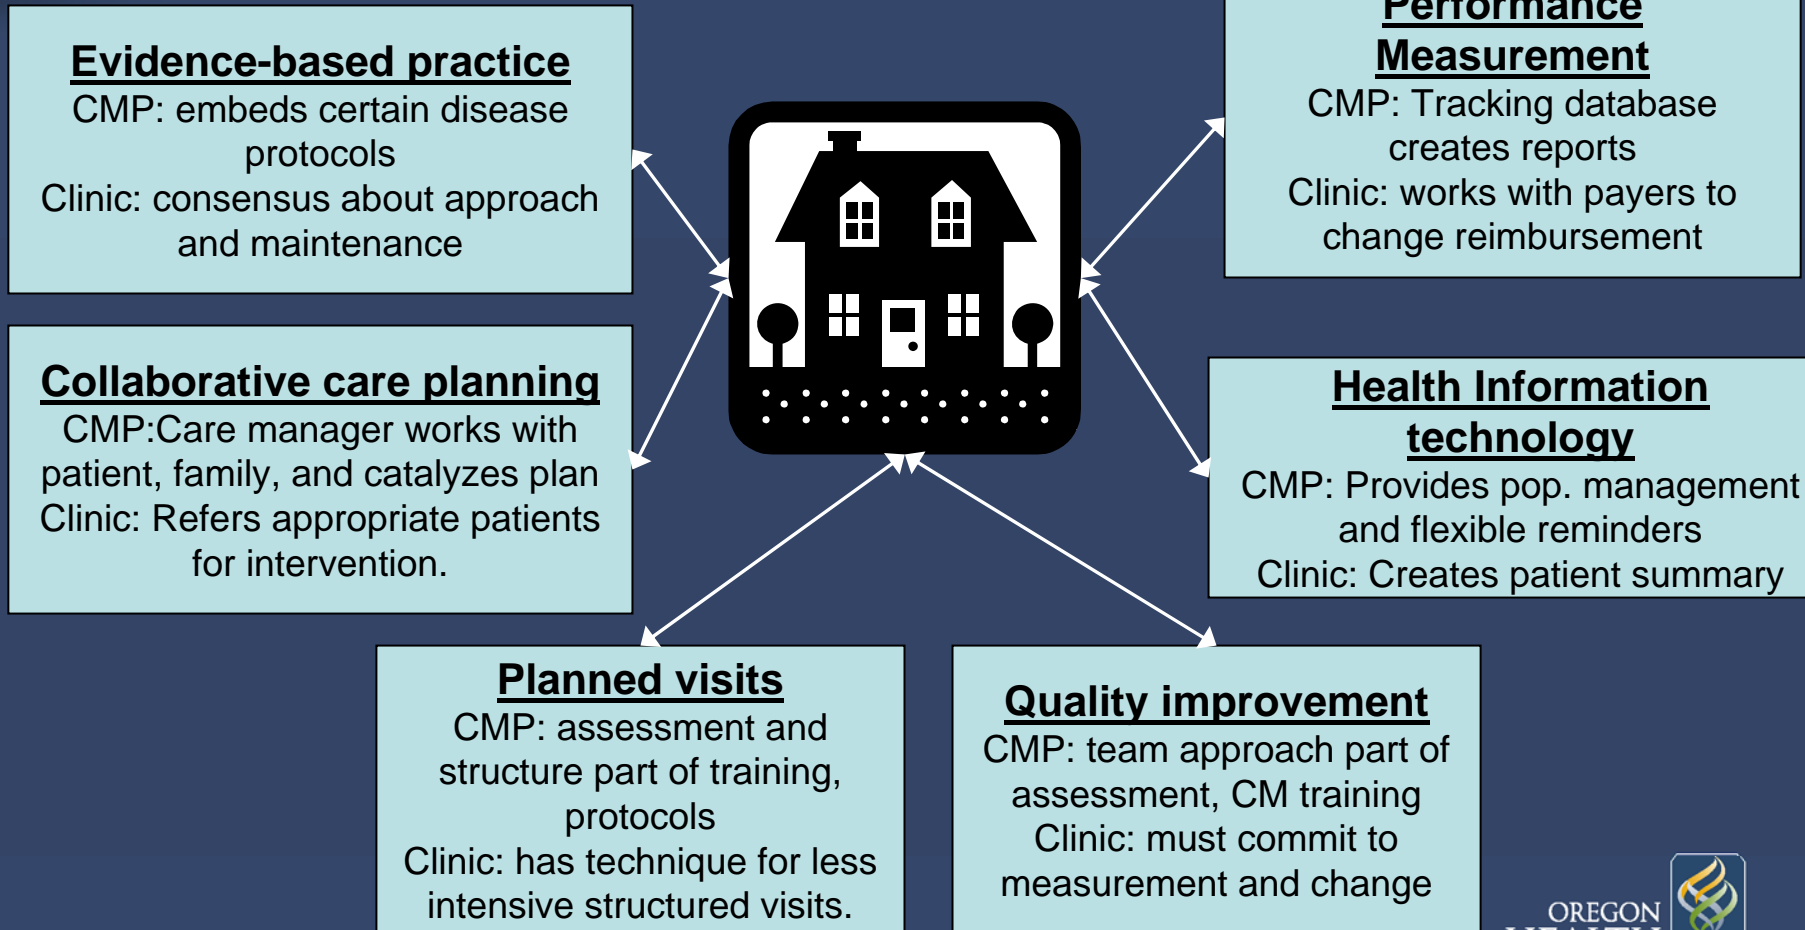 Evidence-based practice
CMP: embeds certain disease
protocols
Clinic: consensus about approach
and maintenance
Performance
Measurement
CMP: Tracking database
creates reports
Clinic: works with payers to
change reimbursement
Collaborative care planning
CMP:Care manager works with
patient, family, and catalyzes plan
Clinic: Refers appropriate patients
for intervention.
Health Information
technology
CMP: Provides pop. management
and flexible reminders
Clinic: Creates patient summary
Planned visits
CMP: assessment and
structure part of training,
protocols
Clinic: has technique for less
intensive structured visits.
Quality improvement
CMP: team approach part of
assessment, CM training
Clinic: must commit to
measurement and change
OREGON
HEALTH